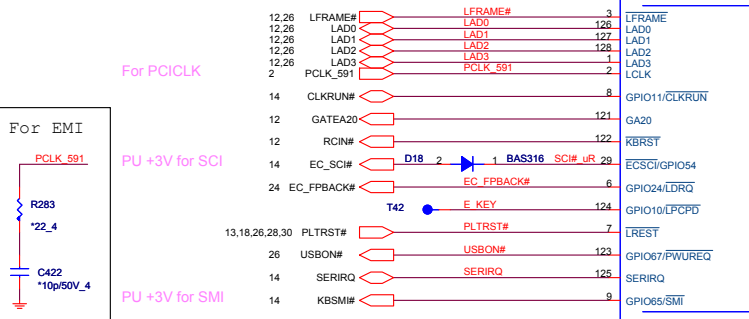 12,26 LFRAME# LFRAME# 3 LFRAME
12,26 LAD0 LAD0 126 LAD0
12,26 LAD1 LAD1 127 LAD1
12,26 LAD2 LAD2 128 LAD2
12,26 LAD3 LAD3 1 LAD3
For PCICLK 2 PCLK_591 PCLK_591 2 LCLK
14 CLKRUN# 8 GPIO11/CLKRUN
12 GATEA20 121 GA20
For EMI
12 RCIN# 122 KBRST
PCLK_591
PU +3V for SCI 14 EC_SCI# D18 2 1 BAS316 SCI#_uR 29 ECSCI/GPIO54
24 EC_FPBACK# EC_FPBACK# 6 GPIO24/LDRQ
R283
*22_4
T42 E_KEY 124 GPIO10/LPCPD
13,18,26,28,30 PLTRST# PLTRST# 7 LREST
26 USBON# USBON# 123 GPIO67/PWUREQ
C422
*10p/50V_4
14 SERIRQ SERIRQ 125 SERIRQ
PU +3V for SMI 14 KBSMI# 9 GPIO65/SMI